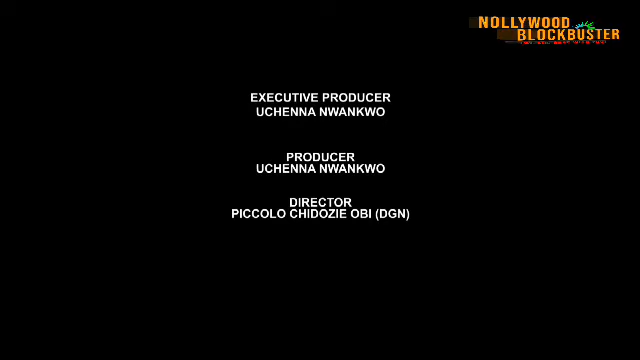 NOLLYWOOD
BLOCKBUSTER
EXECUTIVE PRODUCER
UCHENNA NWANKWO
PRODUCER
UCHENNA NWANKWO
DIRECTOR
PICCOLO CHIDOZIE OBI (DGN)